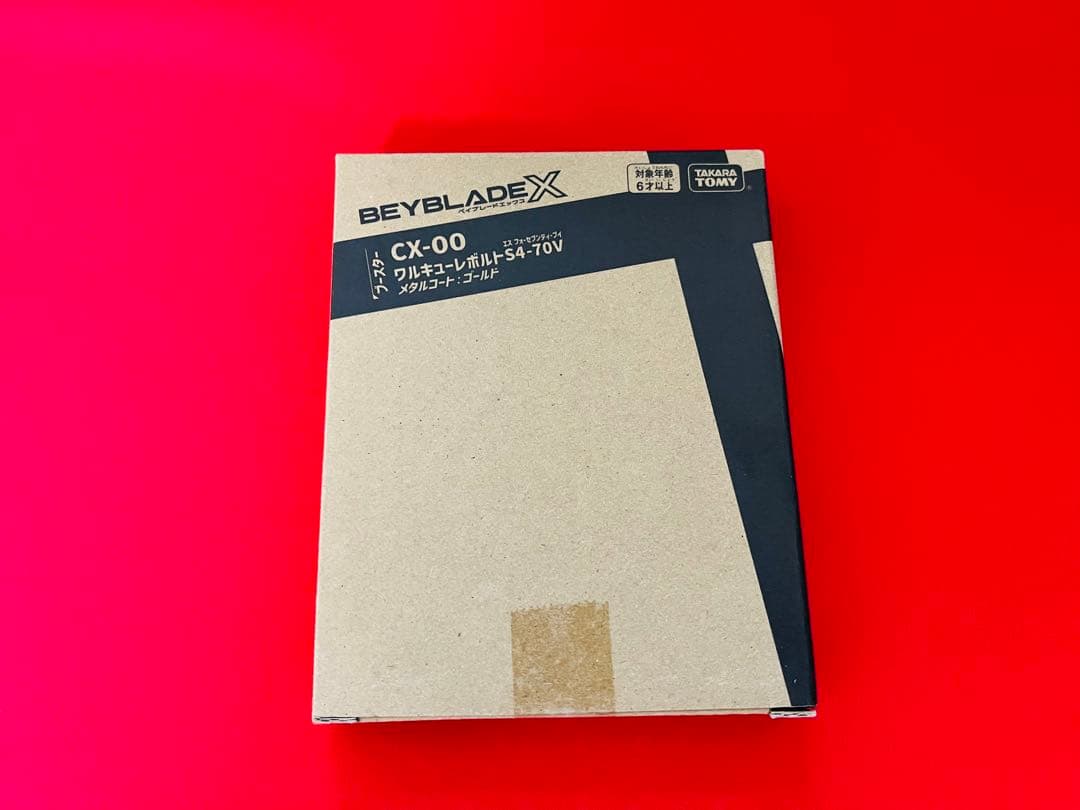 BEYBLADE X
ベイブレードエックス
対象年齢
6才以上
TAKARA
TOMY
ブースター
CX-00
エス フォーセブンティ・ブイ
ワルキューレボルトS4-70V
メタルコート:ゴールド